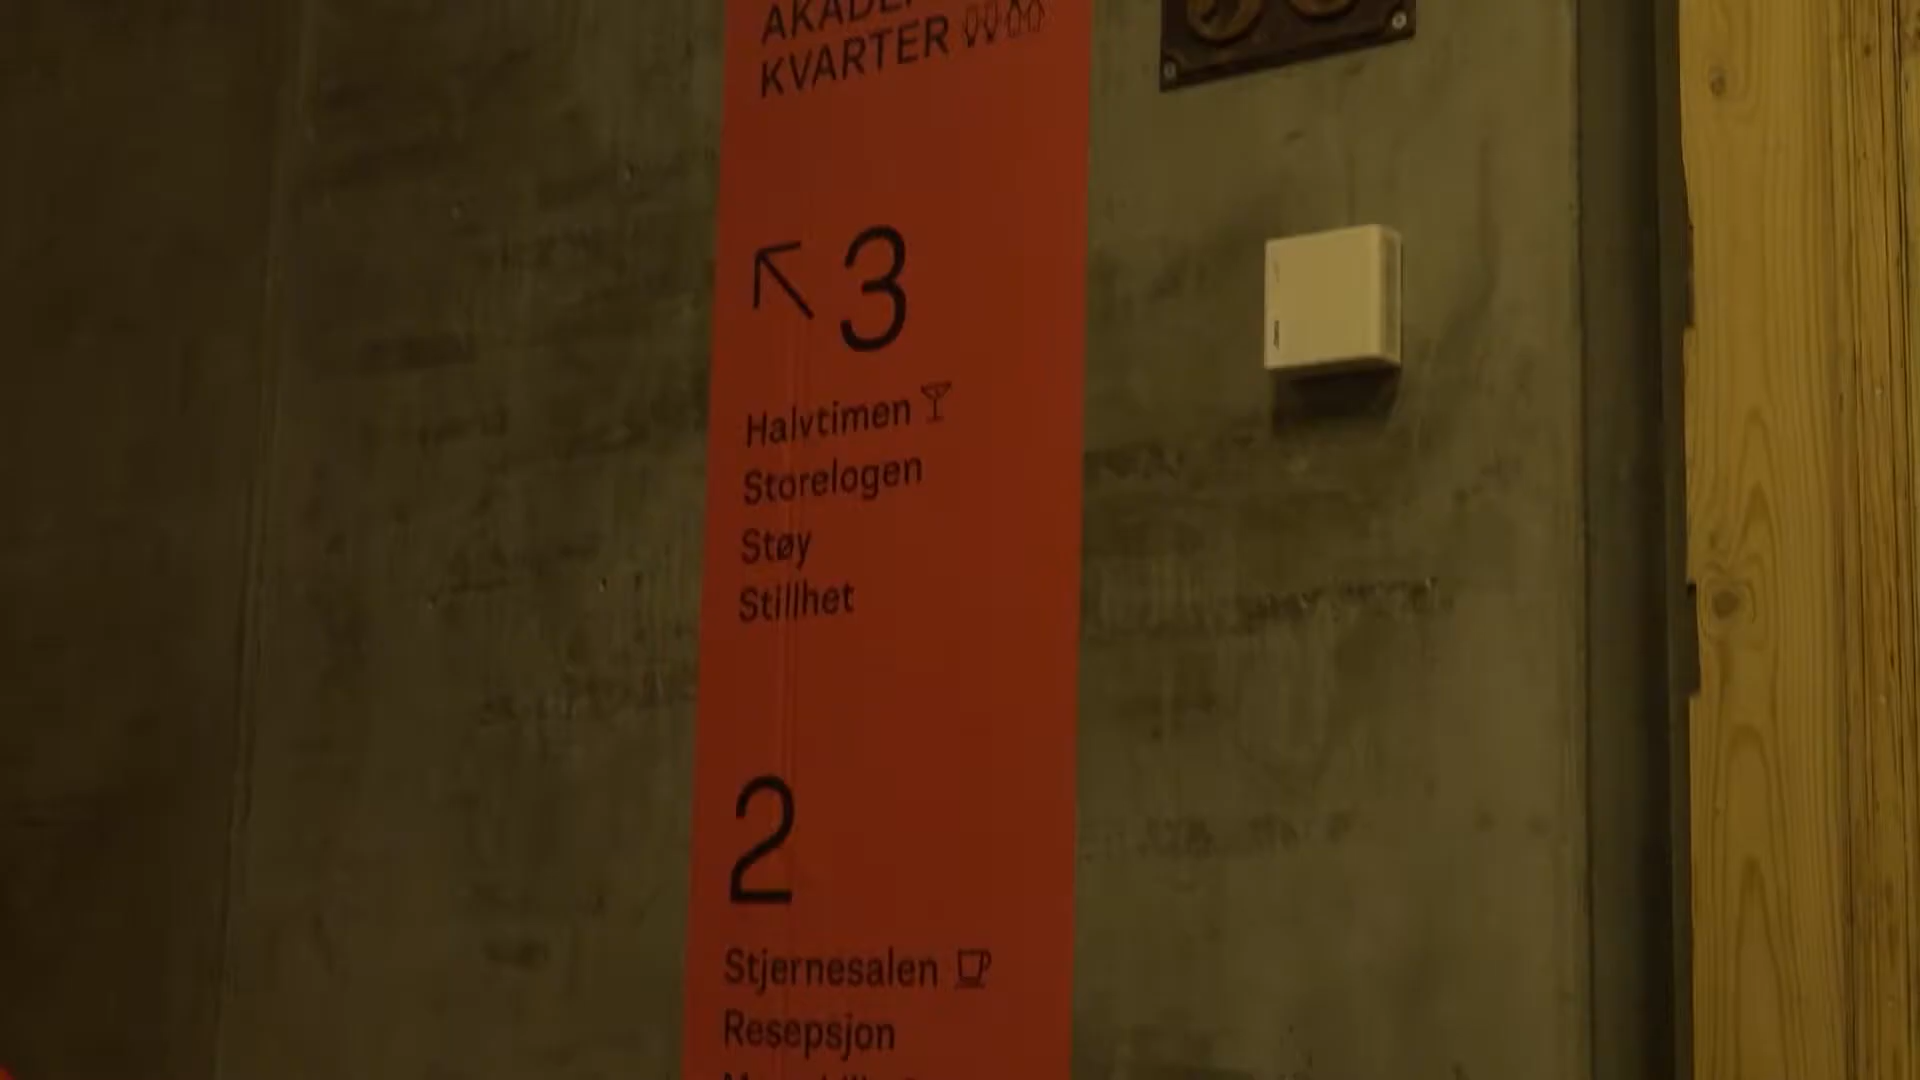 KVARTER
3
Halvtimen
Storelogen
Støy
Stillhet
2
Stjernesalen
Resepsjon